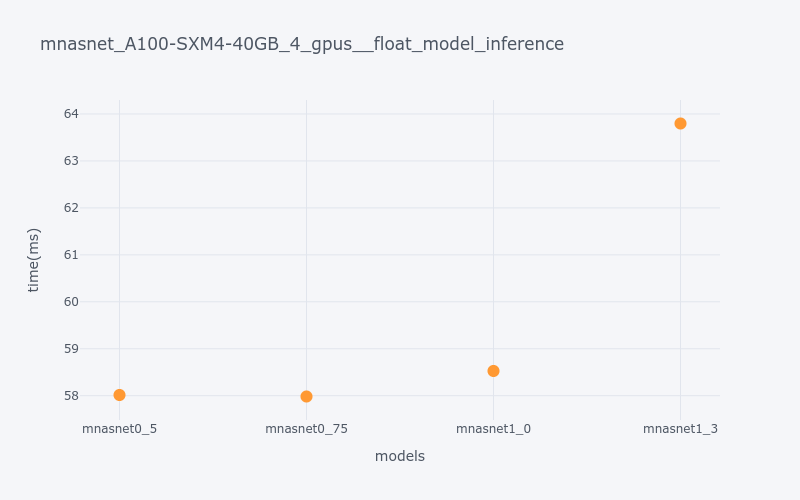 mnasnet_A100-SXM4-40GB_4_gpus__float_model_inference
64
63
62
61
60
59
58
time(ms)
mnasnet0_5
mnasnet0_75
mnasnet1_0
mnasnet1_3
models